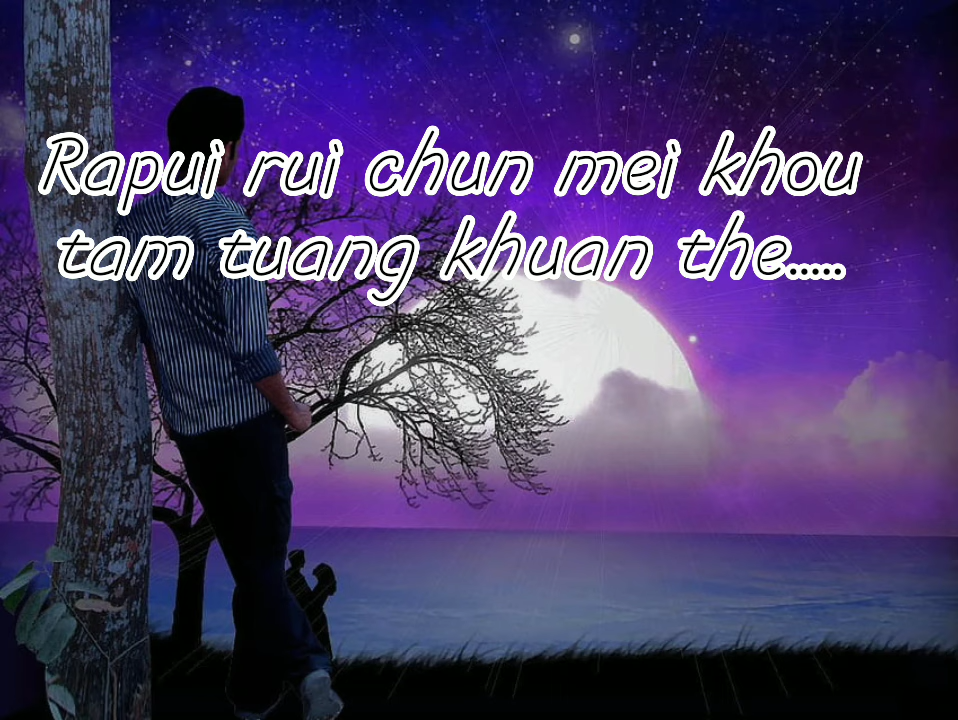 Rapui rui chun mei khou
tam tuang khuan the.....